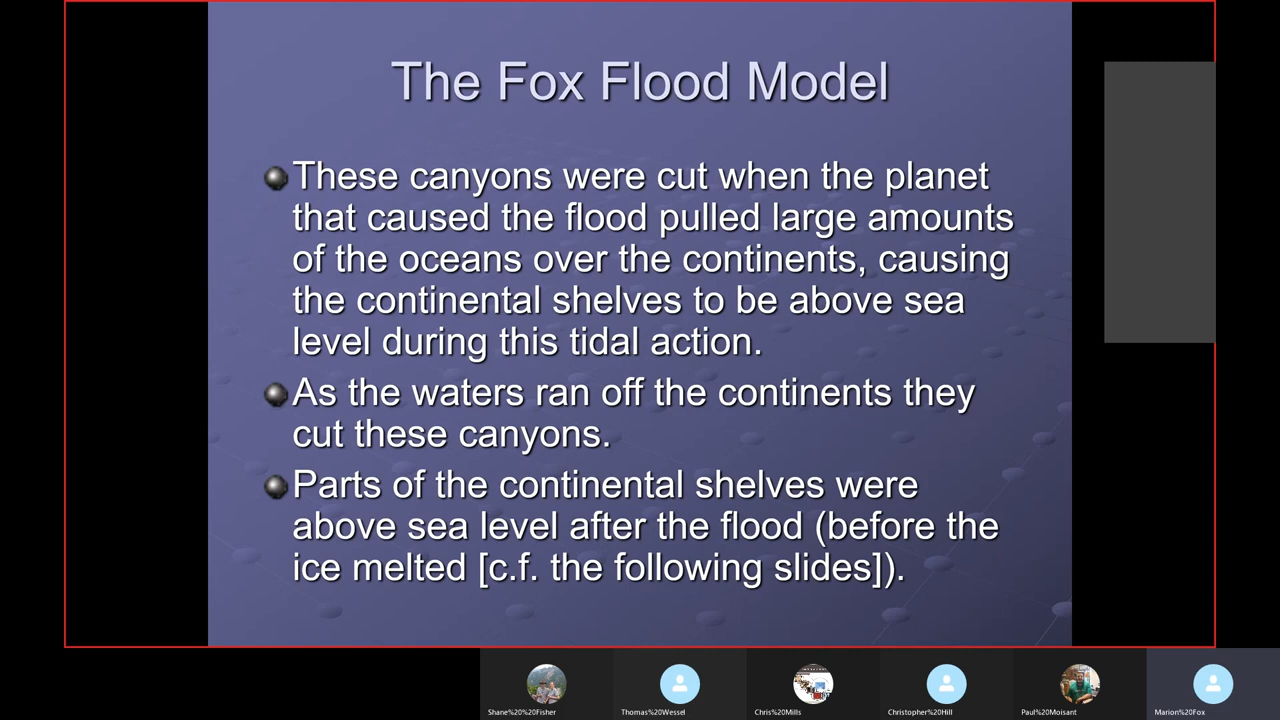 The Fox Flood Model
These canyons were cut when the planet
that caused the flood pulled large amounts
of the oceans over the continents, causing
the continental shelves to be above sea
level during this tidal action.
As the waters ran off the continents they
cut these canyons.
Parts of the continental shelves were
above sea level after the flood (before the
ice melted [c.f. the following slides]).
Shane%20%20Fisher
Thomas%20Wessel
Chris%20Mills
Christopher%20Hill
Paul%20Moisant
Marion%20Fox